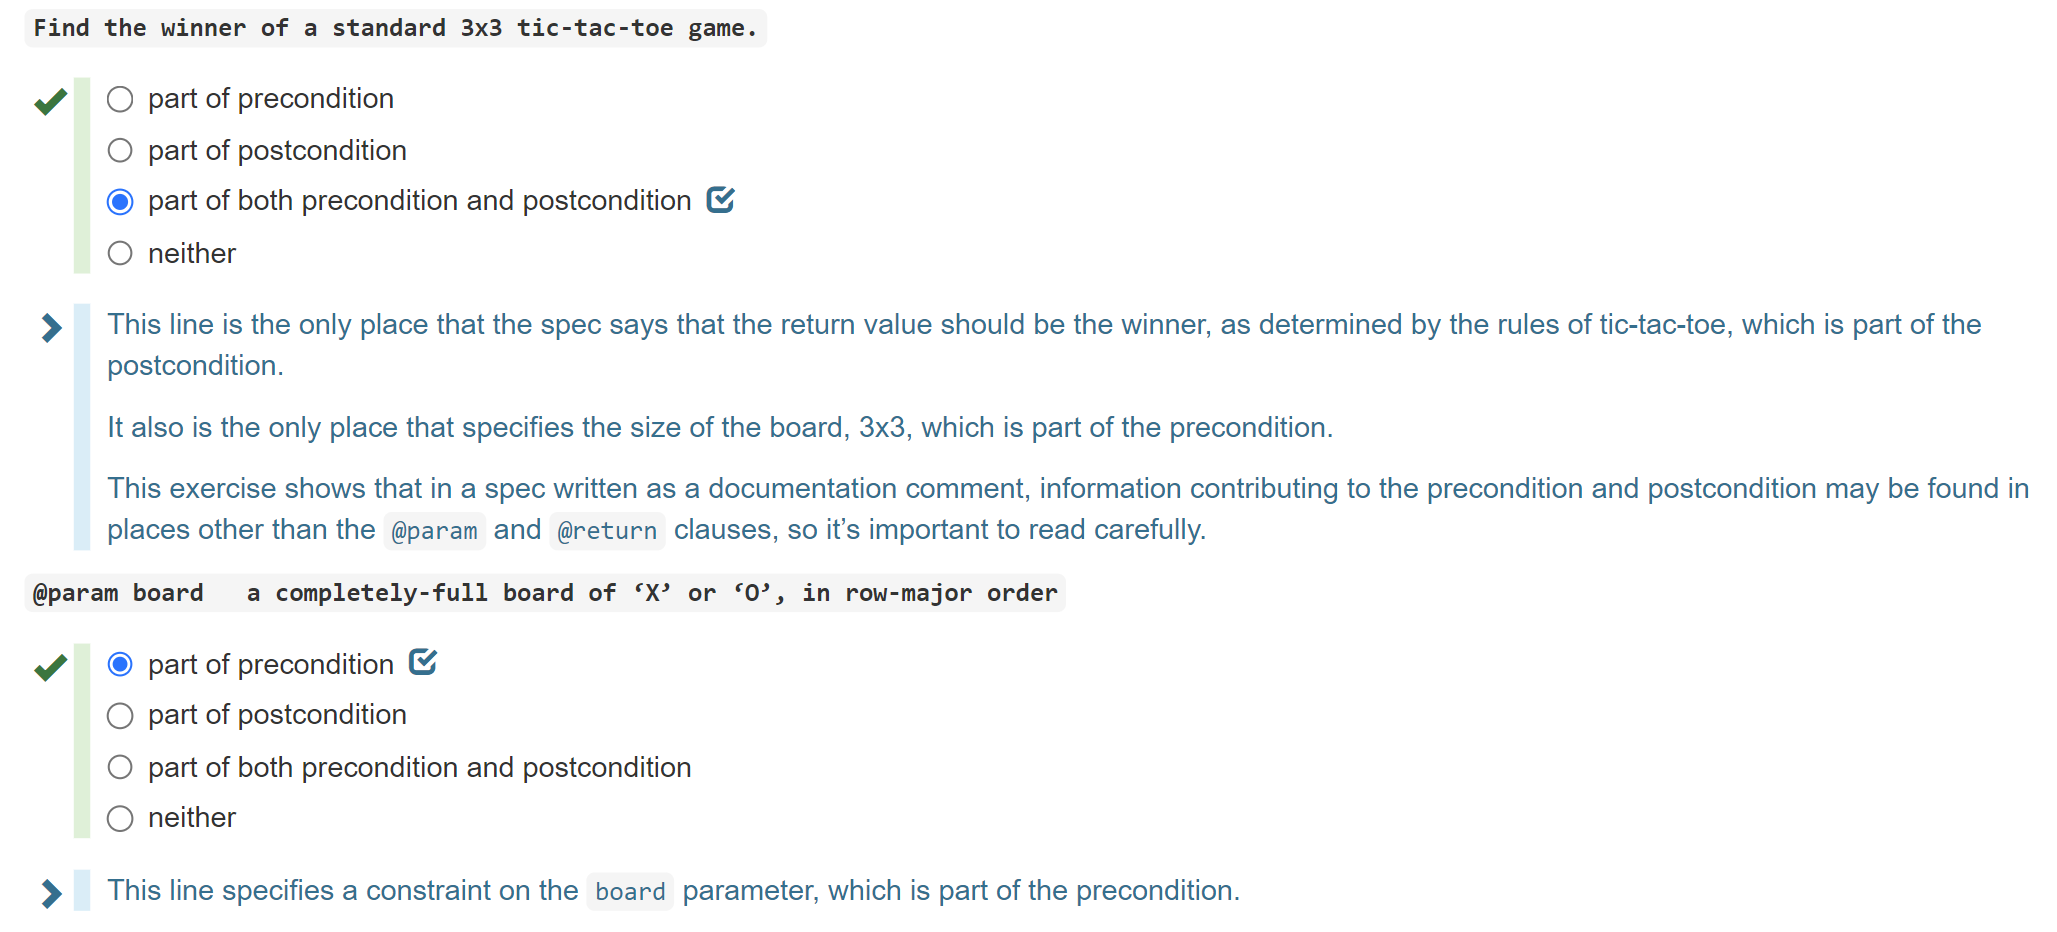 Find the winner of a standard 3x3 tic-tac-toe game.
part of precondition
part of postcondition
part of both precondition and postcondition
neither
This line is the only place that the spec says that the return value should be the winner, as determined by the rules of tic-tac-toe, which is part of the
postcondition.
It also is the only place that specifies the size of the board, 3x3, which is part of the precondition.
This exercise shows that in a spec written as a documentation comment, information contributing to the precondition and postcondition may be found in
places other than the @param and @return clauses, so it’s important to read carefully.
@param board   a completely-full board of ‘X’ or ‘O’, in row-major order
part of precondition
part of postcondition
part of both precondition and postcondition
neither
This line specifies a constraint on the board parameter, which is part of the precondition.